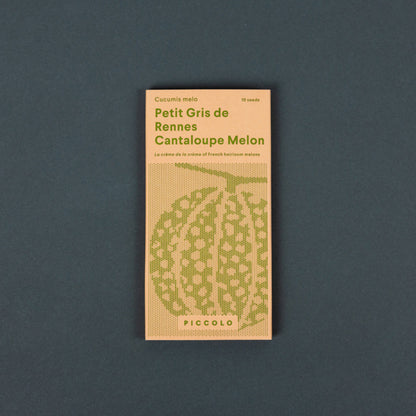 Cucumis melo 10 seeds
Petit Gris de
Rennes
Cantaloupe Melon
La crème de la crème of French heirloom melons
PICCOLO